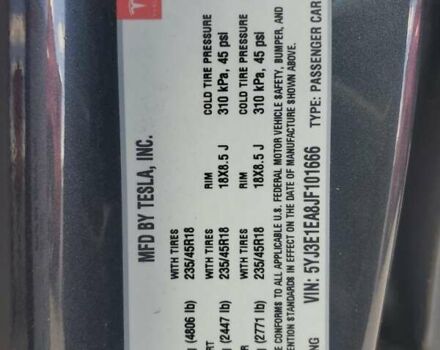 MFD BY TESLA, INC.
WITH TIRES RIM COLD TIRE PRESSURE
(4806 lb) 235/45R18 18X8.5 J 310 kPa, 45 psi
WITH TIRES RIM COLD TIRE PRESSURE
(2447 lb) 235/45R18 18X8.5 J 310 kPa, 45 psi
WITH TIRES
(2771 lb) 235/45R18
CONFORMS TO ALL APPLICABLE U.S. FEDERAL MOTOR VEHICLE SAFETY, BUMPER, AND
STANDARDS IN EFFECT ON THE DATE OF MANUFACTURE SHOWN ABOVE.
VIN: 5YJ3E1EA8JF101666 TYPE: PASSENGER CAR